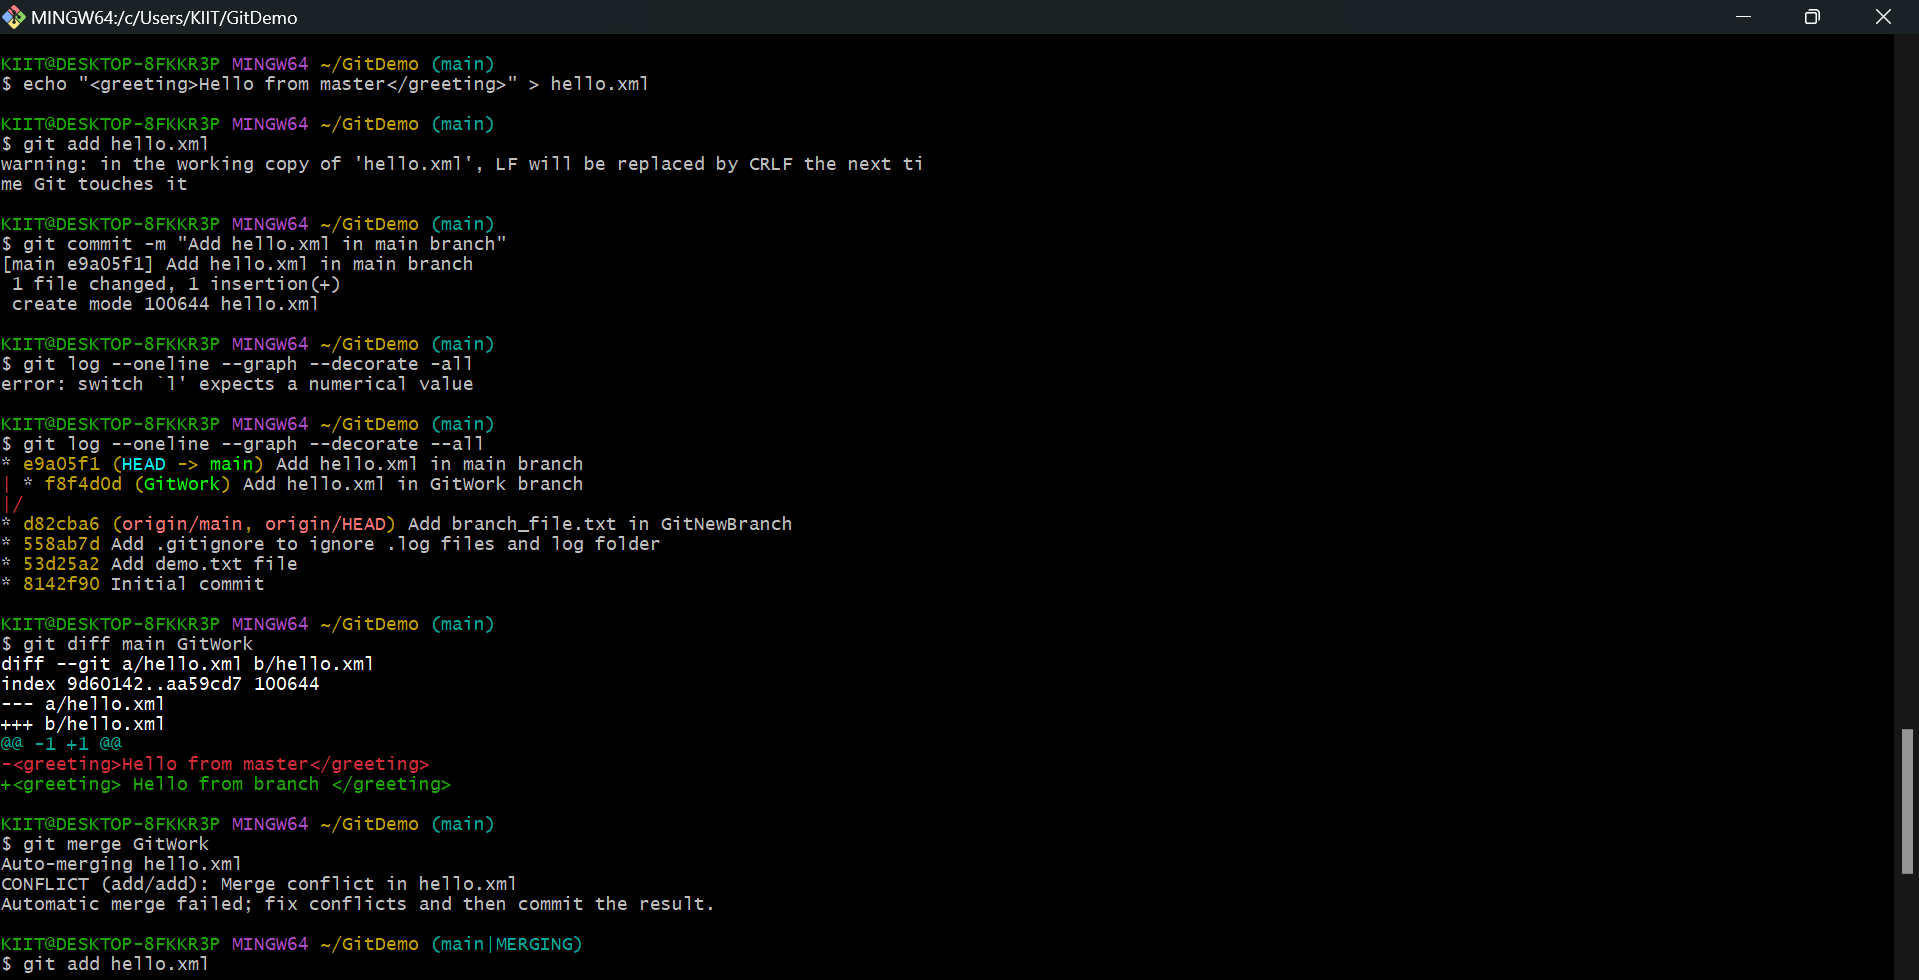 MINGW64:/c/Users/KIIT/GitDemo
KIIT@DESKTOP-8FKKR3P MINGW64 ~/GitDemo (main)
$ echo "<greeting>Hello from master</greeting>" > hello.xml
KIIT@DESKTOP-8FKKR3P MINGW64 ~/GitDemo (main)
$ git add hello.xml
warning: in the working copy of 'hello.xml', LF will be replaced by CRLF the next ti
me Git touches it
KIIT@DESKTOP-8FKKR3P MINGW64 ~/GitDemo (main)
$ git commit -m "Add hello.xml in main branch"
[main e9a05f1] Add hello.xml in main branch
 1 file changed, 1 insertion(+)
 create mode 100644 hello.xml
KIIT@DESKTOP-8FKKR3P MINGW64 ~/GitDemo (main)
$ git log --oneline --graph --decorate -all
error: switch `l' expects a numerical value
KIIT@DESKTOP-8FKKR3P MINGW64 ~/GitDemo (main)
$ git log --oneline --graph --decorate --all
* e9a05f1 (HEAD -> main) Add hello.xml in main branch
| * f8f4d0d (GitWork) Add hello.xml in GitWork branch
|/
* d82cba6 (origin/main, origin/HEAD) Add branch_file.txt in GitNewBranch
* 558ab7d Add .gitignore to ignore .log files and log folder
* 53d25a2 Add demo.txt file
* 8142f90 Initial commit
KIIT@DESKTOP-8FKKR3P MINGW64 ~/GitDemo (main)
$ git diff main GitWork
diff --git a/hello.xml b/hello.xml
index 9d60142..aa59cd7 100644
--- a/hello.xml
+++ b/hello.xml
@@ -1 +1 @@
-<greeting>Hello from master</greeting>
+<greeting> Hello from branch </greeting>
KIIT@DESKTOP-8FKKR3P MINGW64 ~/GitDemo (main)
$ git merge GitWork
Auto-merging hello.xml
CONFLICT (add/add): Merge conflict in hello.xml
Automatic merge failed; fix conflicts and then commit the result.
KIIT@DESKTOP-8FKKR3P MINGW64 ~/GitDemo (main|MERGING)
$ git add hello.xml